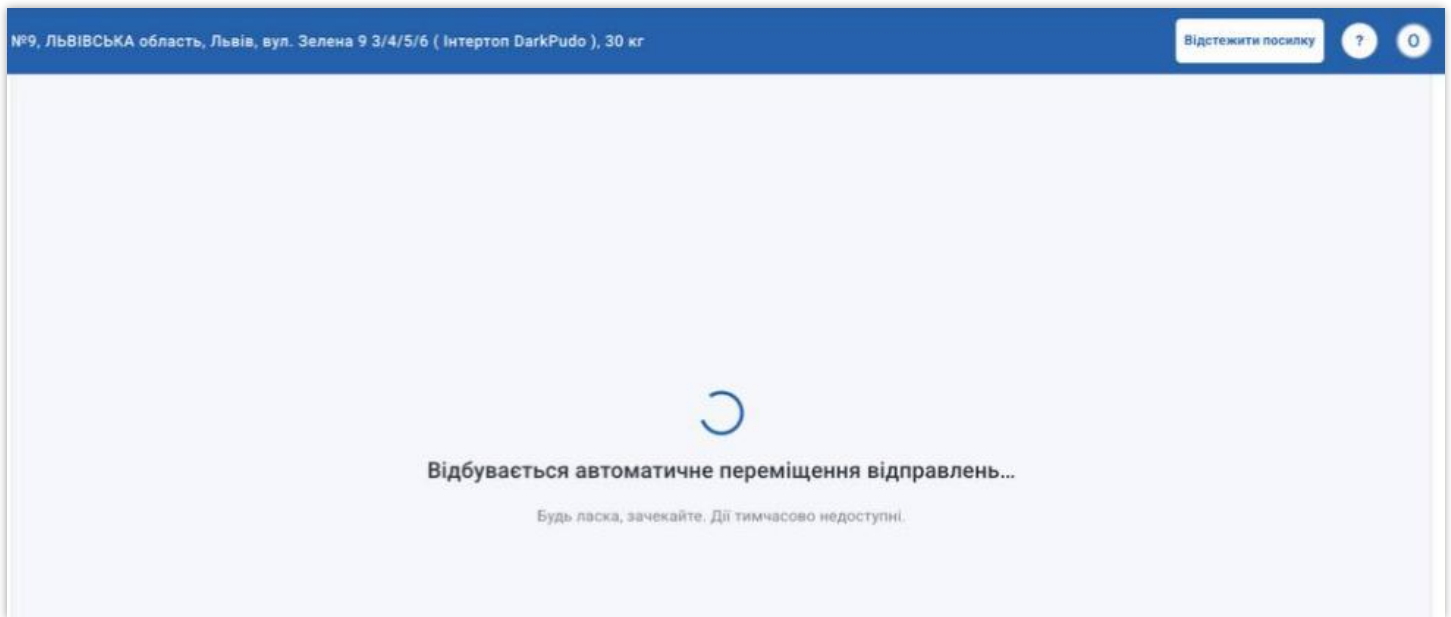 №9, ЛЬВІВСЬКА область, Львів, вул. Зелена 9 3/4/5/6 ( Інтертоп DarkPudo ), 30 кг
Відстежити посилку
?
О
Відбувається автоматичне переміщення відправлень...
Будь ласка, зачекайте. Дії тимчасово недоступні.